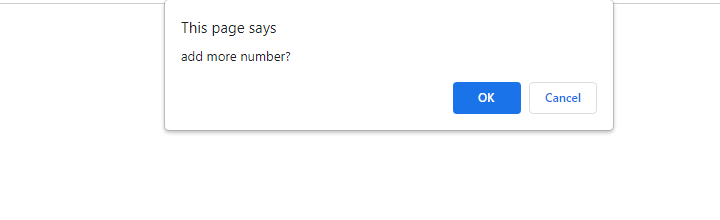 This page says
add more number?
OK Cancel